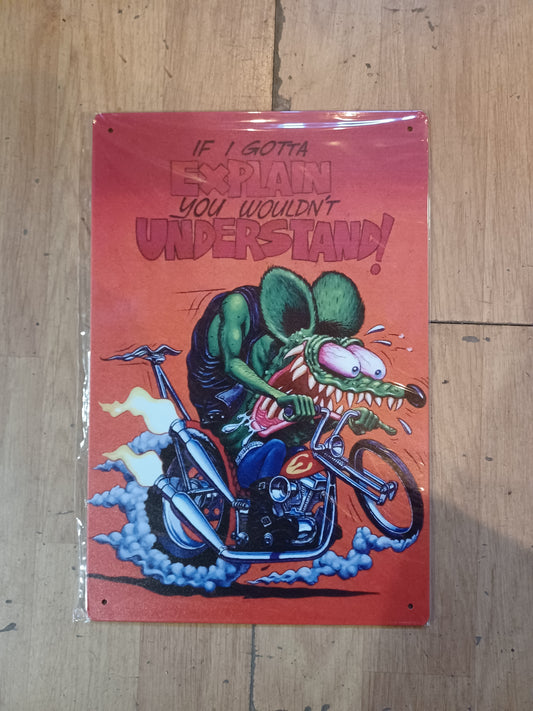 IF I GOTTA
EXPLAIN
YOU WOULDN'T
UNDERSTAND!